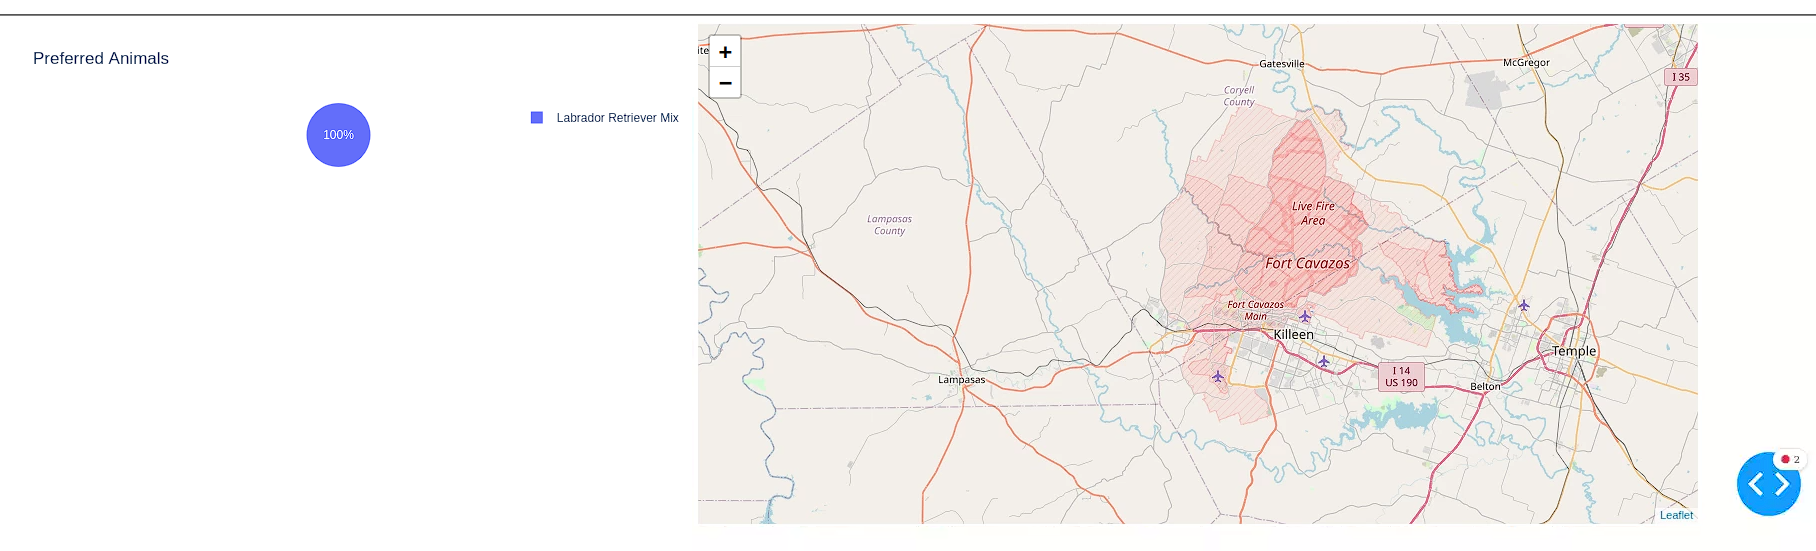 Preferred Animals
100%
Labrador Retriever Mix
+
−
Gatesville
McGregor
I 35
Coryell
County
Lampasas
County
Live Fire
Area
Fort Cavazos
Fort Cavazos
Main
Killeen
Temple
I 14
US 190
Lampasas
Belton
2
Leaflet